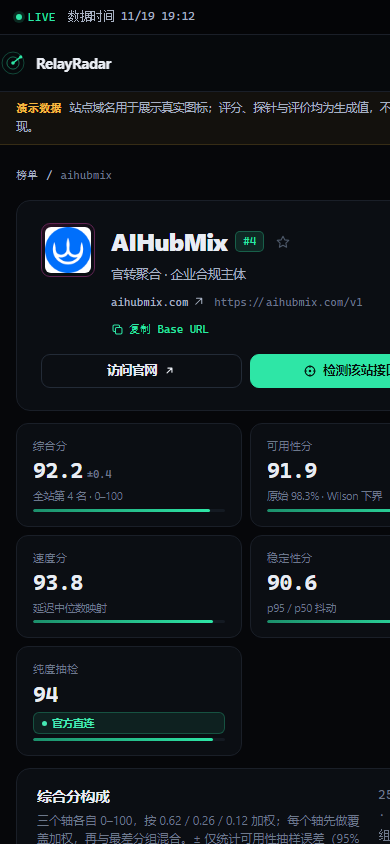 LIVE 数据时间 11/19 19:12
RelayRadar
演示数据 站点域名用于展示真实图标；评分、探针与评价均为生成值，不
现。
榜单 / aihubmix
AIHubMix #4
官转聚合 · 企业合规主体
aihubmix.com ↗ https://aihubmix.com/v1
复制 Base URL
访问官网 ↗
检测该站接口
综合分
92.2 ±0.4
全站第 4 名 · 0–100
可用性分
91.9
原始 98.3% · Wilson 下界
速度分
93.8
延迟中位数映射
稳定性分
90.6
p95 / p50 抖动
纯度抽检
94
官方直连
综合分构成
三个轴各自 0–100，按 0.62 / 0.26 / 0.12 加权；每个轴先做覆
盖加权，再与最差分组混合。± 仅统计可用性抽样误差（95%
25
·
组